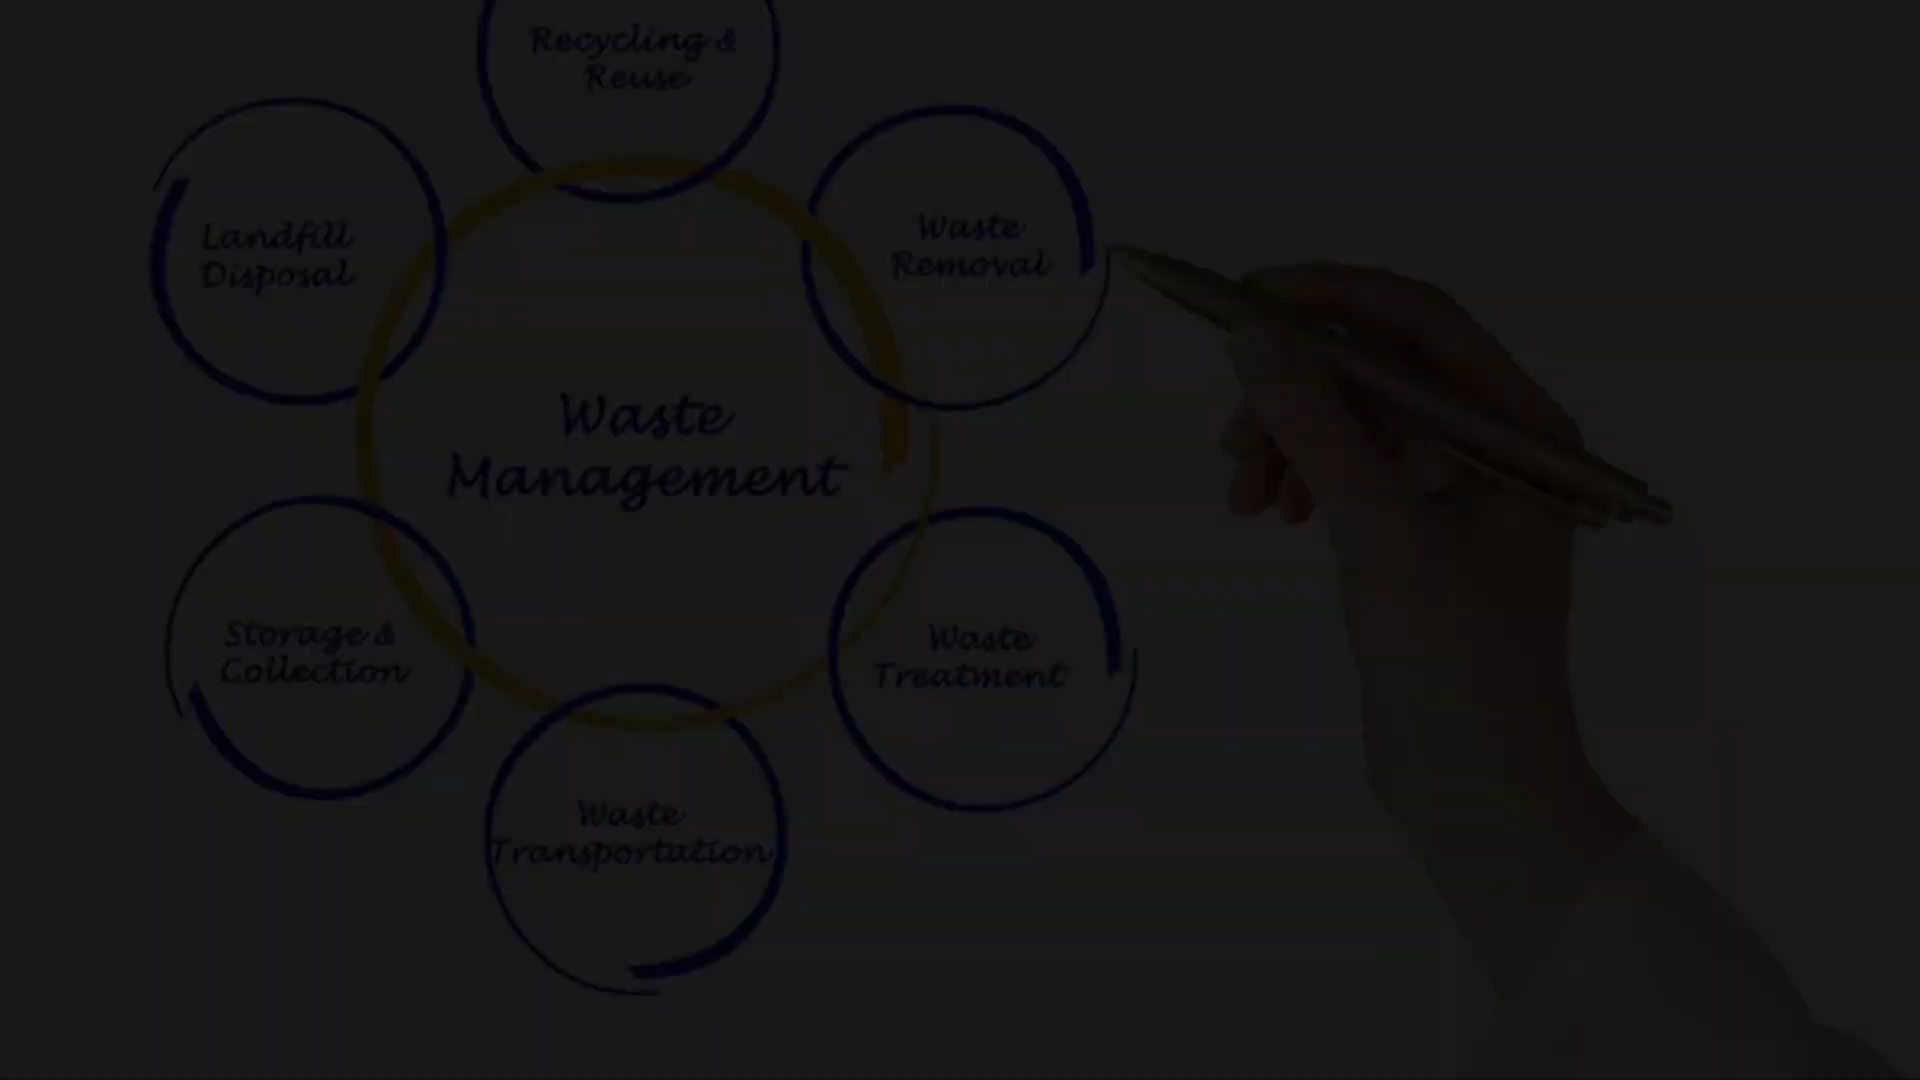 Recycling &
Reuse
Waste
Removal
Landfill
Disposal
Waste
Management
Storage &
Collection
Waste
Treatment
Waste
Transportation